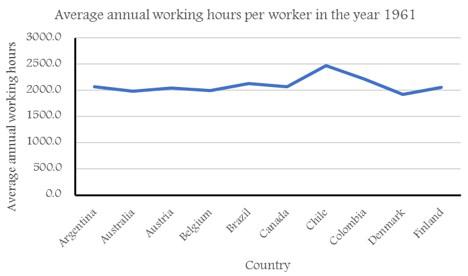 Average annual working hours per worker in the year 1961
Average annual working hours
3000.0
2500.0
2000.0
1500.0
1000.0
500.0
0.0
Argentina
Australia
Austria
Belgium
Brazil
Canada
Chile
Colombia
Denmark
Finland
Country